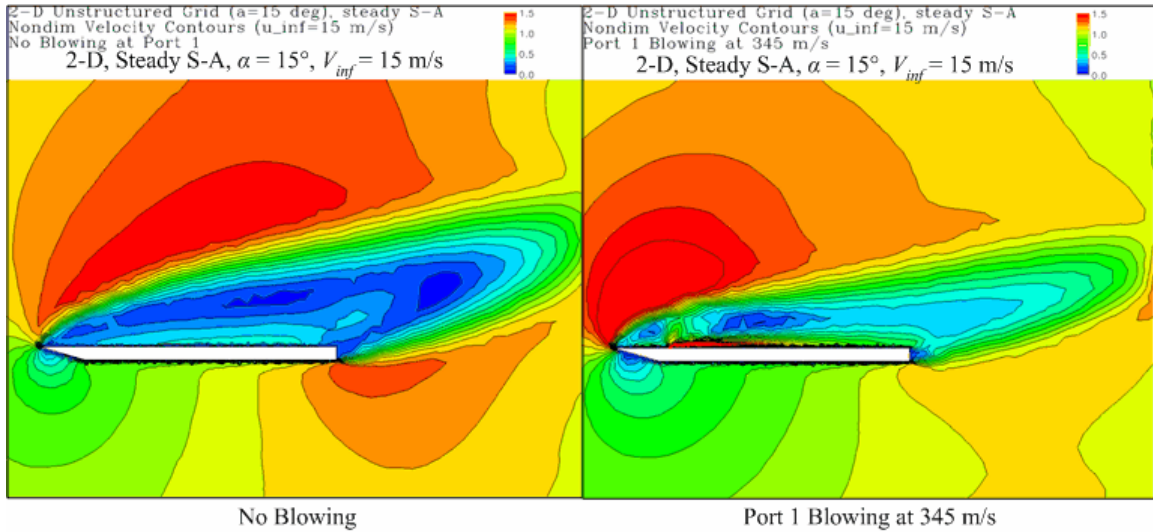 2-D Unstructured Grid (a=15 deg), steady S-A
Nondim Velocity Contours (u_inf=15 m/s)
No Blowing at Port 1
2-D, Steady S-A, α = 15°, Vinf = 15 m/s
1.5
1.0
0.5
0.0
2-D Unstructured Grid (a=15 deg), steady S-A
Nondim Velocity Contours (u_inf=15 m/s)
Port 1 Blowing at 345 m/s
2-D, Steady S-A, α = 15°, Vinf = 15 m/s
1.5
1.0
0.5
0.0
No Blowing
Port 1 Blowing at 345 m/s